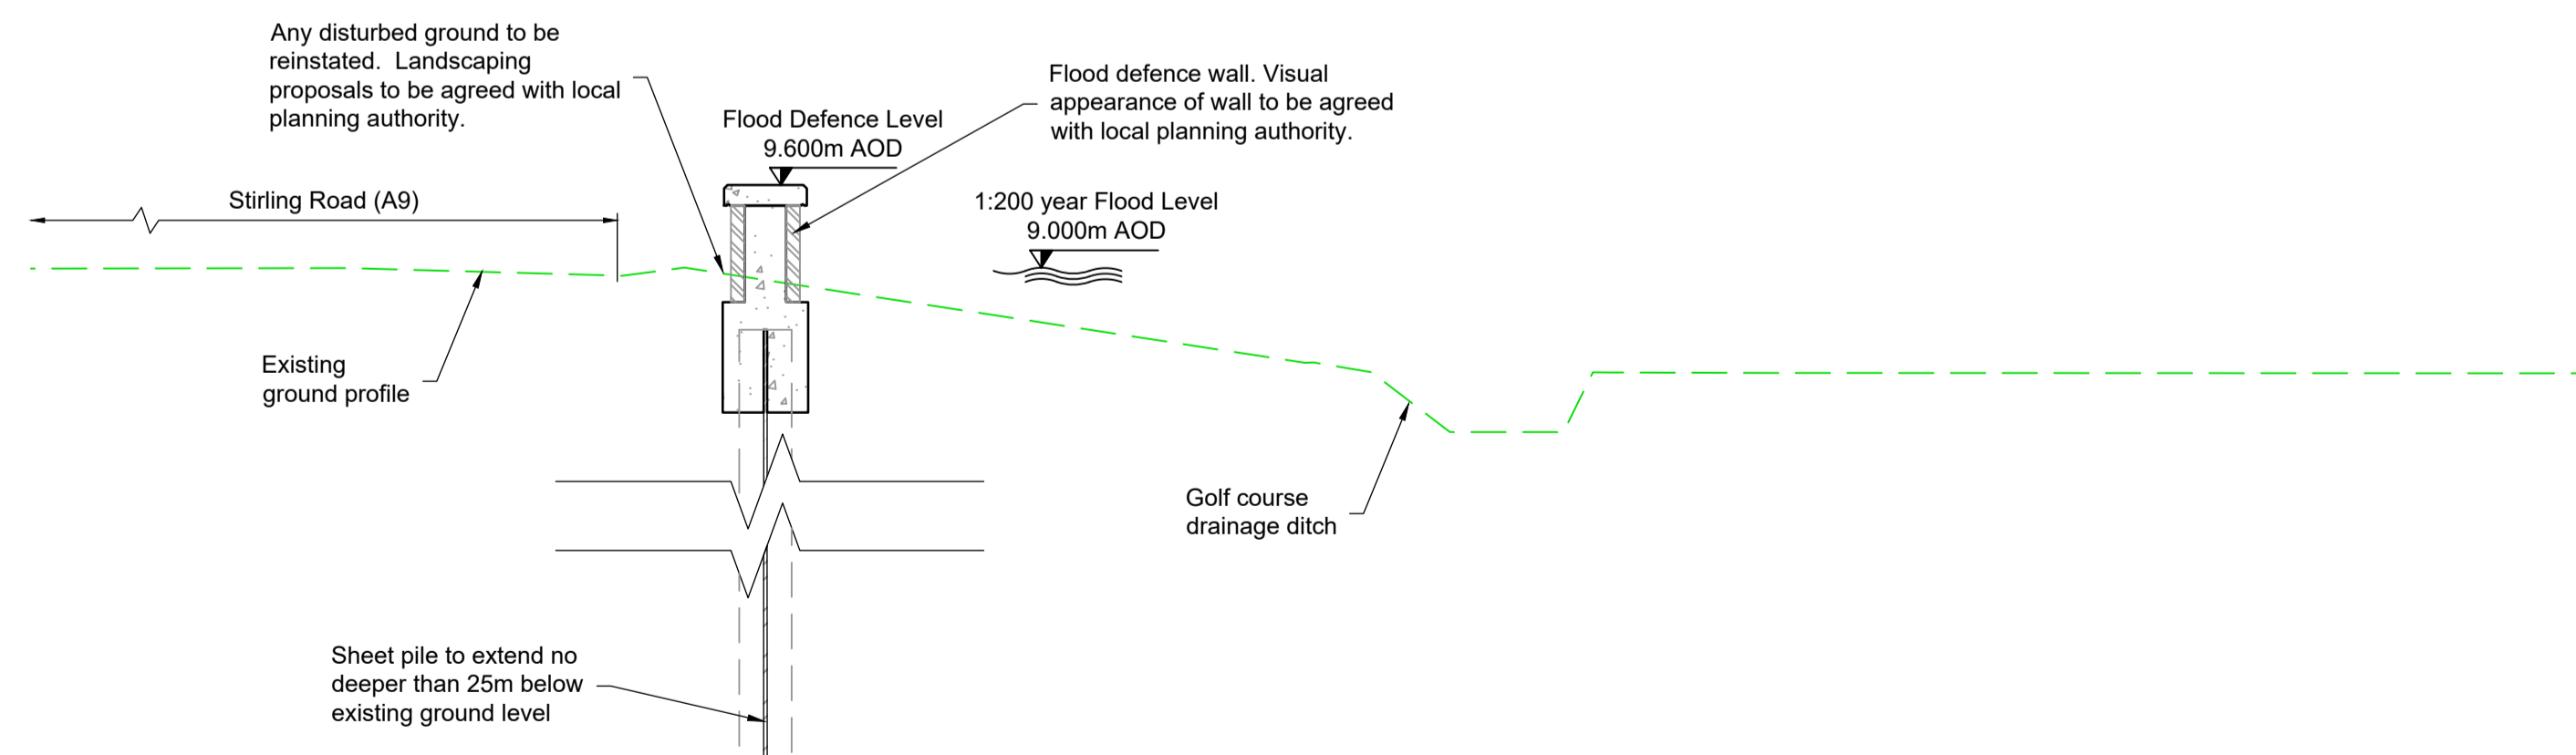 Any disturbed ground to be
reinstated.  Landscaping
proposals to be agreed with local
planning authority.
Flood defence wall. Visual
appearance of wall to be agreed
with local planning authority.
Flood Defence Level
9.600m AOD
Stirling Road (A9)
1:200 year Flood Level
9.000m AOD
Existing
ground profile
Golf course
drainage ditch
Sheet pile to extend no
deeper than 25m below
existing ground level